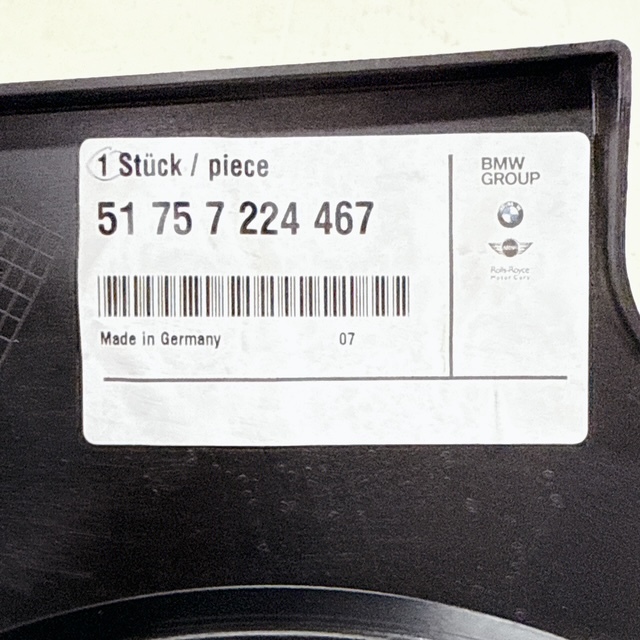 1 Stück / piece
51 75 7 224 467
Made in Germany 07
BMW
GROUP
Rolls-Royce
Motor Cars